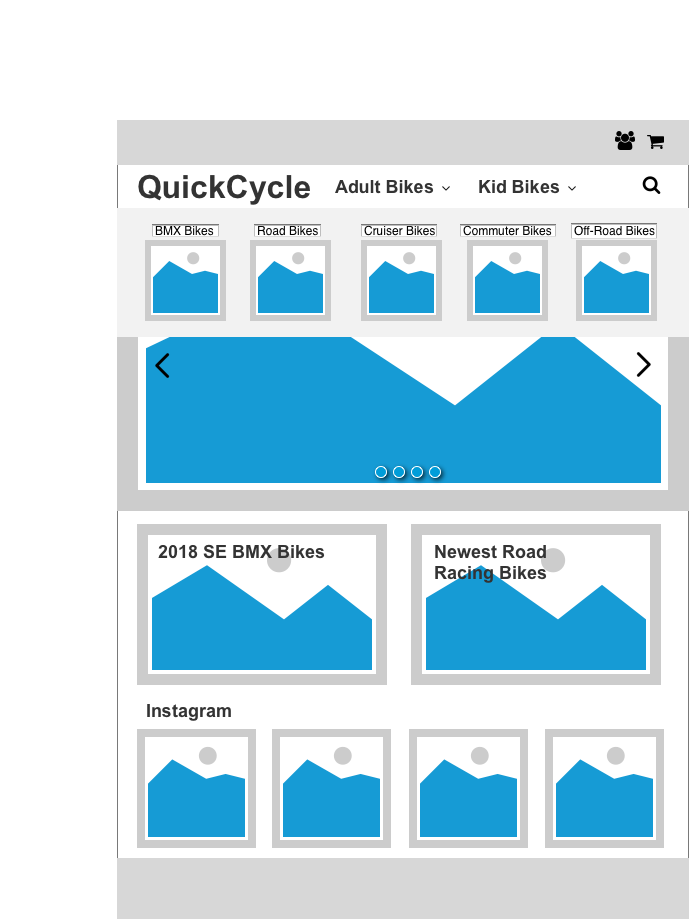 QuickCycle
Adult Bikes
Kid Bikes
BMX Bikes
Road Bikes
Cruiser Bikes
Commuter Bikes
Off-Road Bikes
2018 SE BMX Bikes
Newest Road
Racing Bikes
Instagram